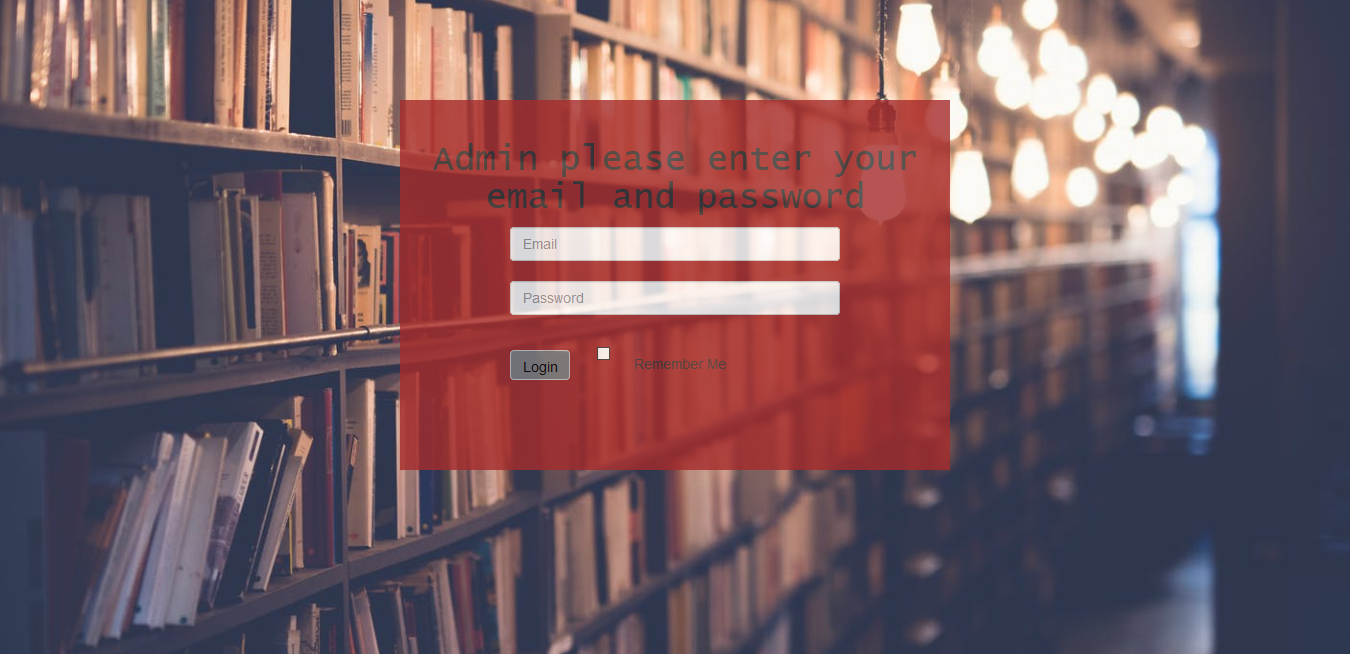 Admin please enter your
email and password
Email
Password
Login
Remember Me